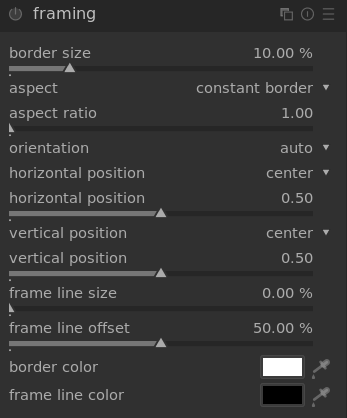 framing
border size 10.00 %
aspect constant border
aspect ratio 1.00
orientation auto
horizontal position center
horizontal position 0.50
vertical position center
vertical position 0.50
frame line size 0.00 %
frame line offset 50.00 %
border color
frame line color